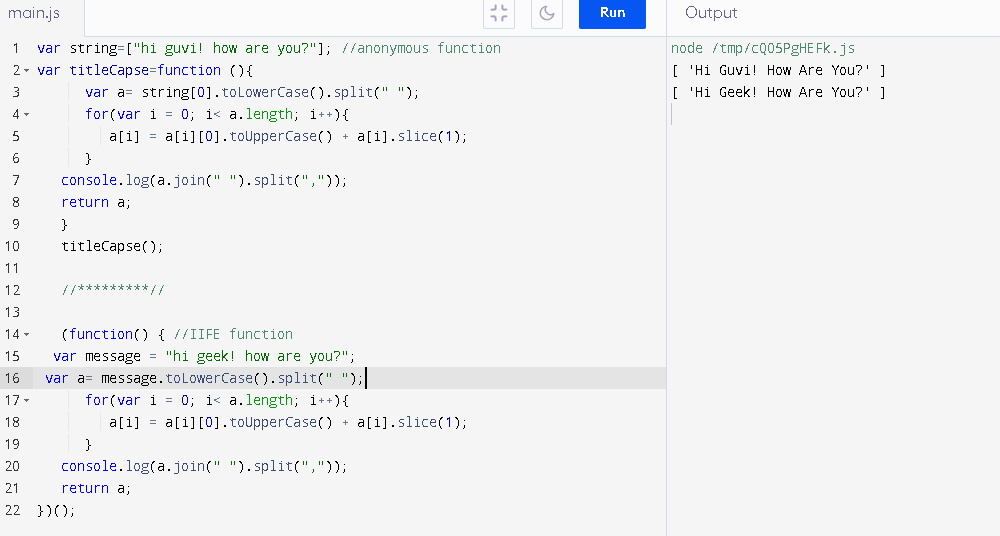 main.js
Run
Output
1 var string=["hi guvi! how are you?"]; //anonymous function
2 var titleCapse=function (){
3 var a= string[0].toLowerCase().split(" ");
4 for(var i = 0; i< a.length; i++){
5 a[i] = a[i][0].toUpperCase() + a[i].slice(1);
6 }
7 console.log(a.join(" ").split(","));
8 return a;
9 }
10 titleCapse();
11
12 //*********//
13
14 (function() { //IIFE function
15 var message = "hi geek! how are you?";
16 var a= message.toLowerCase().split(" ");
17 for(var i = 0; i< a.length; i++){
18 a[i] = a[i][0].toUpperCase() + a[i].slice(1);
19 }
20 console.log(a.join(" ").split(","));
21 return a;
22 })();
node /tmp/cQO5PgHEFk.js
[ 'Hi Guvi! How Are You?' ]
[ 'Hi Geek! How Are You?' ]